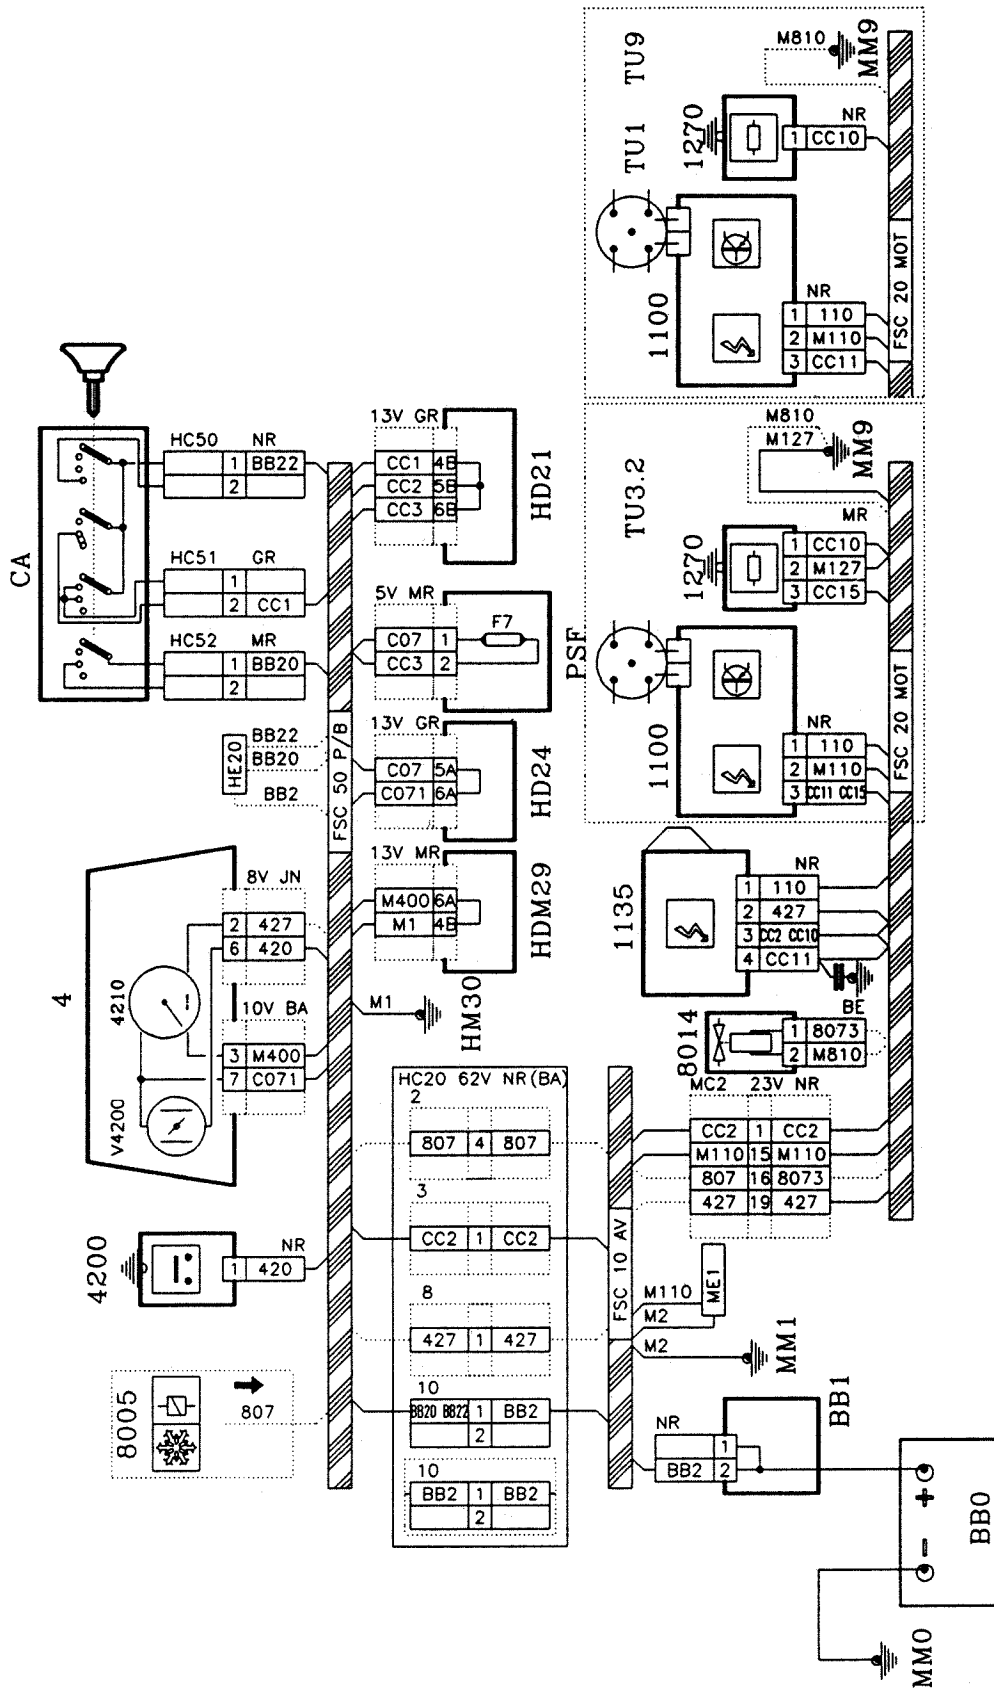 CA
HC50 NR
1 BB22
2
HC51 GR
1
2 CC1
HC52 MR
1 BB20
2
BB22
BB20
BB2
HE20
FSC 50 P/B
13V GR
CC1 4B
CC2 5B
CC3 6B
HD21
5V MR
C07 1
CC3 2
F7
PSF
13V GR
C07 5A
C071 6A
HD24
13V MR
M400 6A
M1 4B
HDM29
M1
HM30
4
4210
V4200
8V JN
2 427
6 420
10V BA
3 M400
7 C071
4200
NR
1 420
8005
807
HC20 62V NR(BA)
2
807 4 807
3
CC2 1 CC2
8
427 1 427
10
BB20 BB22 1 BB2
2
10
BB2 1 BB2
2
FSC 10 AV
M110
M2
M2
ME1
MM1
NR
1
BB2 2
BB1
+
-
BB0
MM0
MC2 23V NR
CC2 1 CC2
M110 15 M110
807 16 8073
427 19 427
8014
BE
1 8073
2 M810
1135
NR
1 110
2 427
3 CC2 CC10
4 CC11
TU3.2
M810
M127
MM9
1270
MR
1 CC10
2 M127
3 CC15
1100
NR
1 110
2 M110
3 CC11 CC15
FSC 20 MOT
TU1 TU9
M810
MM9
1270
NR
1 CC10
1100
NR
1 110
2 M110
3 CC11
FSC 20 MOT